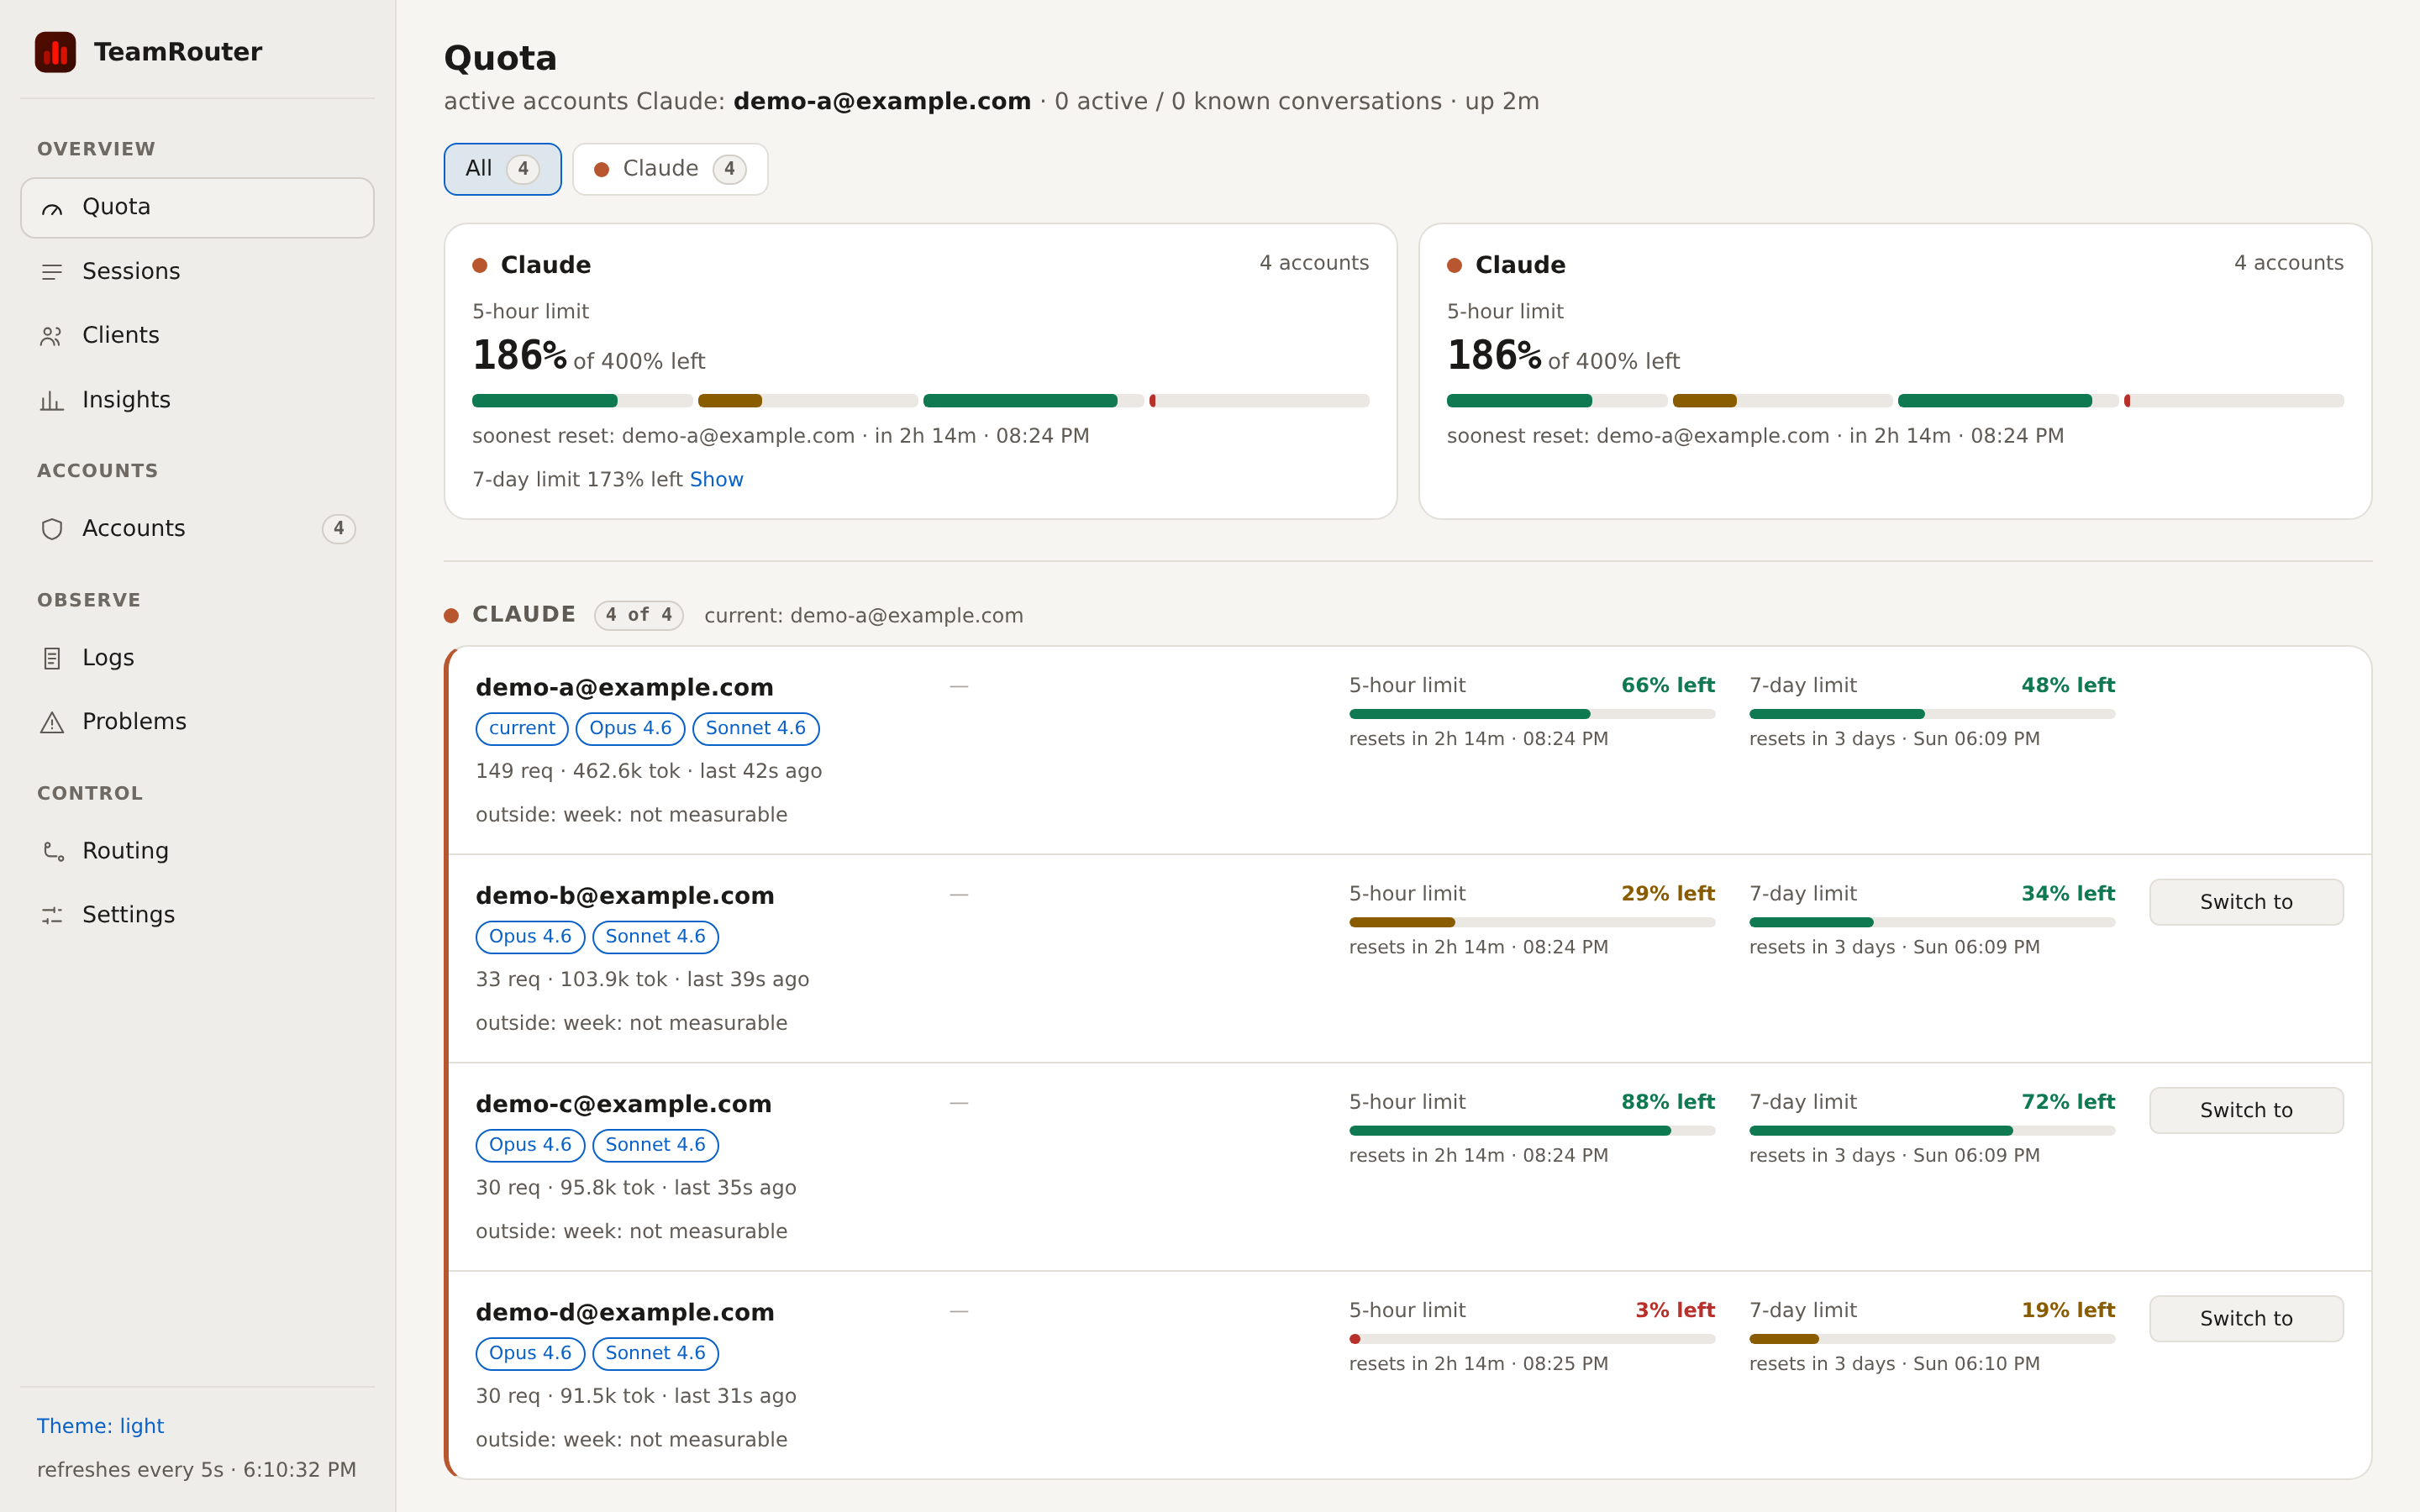 TeamRouter
OVERVIEW
Quota
Sessions
Clients
Insights
ACCOUNTS
Accounts 4
OBSERVE
Logs
Problems
CONTROL
Routing
Settings
Theme: light
refreshes every 5s · 6:10:32 PM
Quota
active accounts Claude: demo-a@example.com · 0 active / 0 known conversations · up 2m
All 4 Claude 4
Claude 4 accounts
5-hour limit
186% of 400% left
soonest reset: demo-a@example.com · in 2h 14m · 08:24 PM
7-day limit 173% left Show
Claude 4 accounts
5-hour limit
186% of 400% left
soonest reset: demo-a@example.com · in 2h 14m · 08:24 PM
CLAUDE 4 of 4 current: demo-a@example.com
demo-a@example.com — 5-hour limit 66% left 7-day limit 48% left
current Opus 4.6 Sonnet 4.6
resets in 2h 14m · 08:24 PM resets in 3 days · Sun 06:09 PM
149 req · 462.6k tok · last 42s ago
outside: week: not measurable
demo-b@example.com — 5-hour limit 29% left 7-day limit 34% left Switch to
Opus 4.6 Sonnet 4.6
resets in 2h 14m · 08:24 PM resets in 3 days · Sun 06:09 PM
33 req · 103.9k tok · last 39s ago
outside: week: not measurable
demo-c@example.com — 5-hour limit 88% left 7-day limit 72% left Switch to
Opus 4.6 Sonnet 4.6
resets in 2h 14m · 08:24 PM resets in 3 days · Sun 06:09 PM
30 req · 95.8k tok · last 35s ago
outside: week: not measurable
demo-d@example.com — 5-hour limit 3% left 7-day limit 19% left Switch to
Opus 4.6 Sonnet 4.6
resets in 2h 14m · 08:25 PM resets in 3 days · Sun 06:10 PM
30 req · 91.5k tok · last 31s ago
outside: week: not measurable